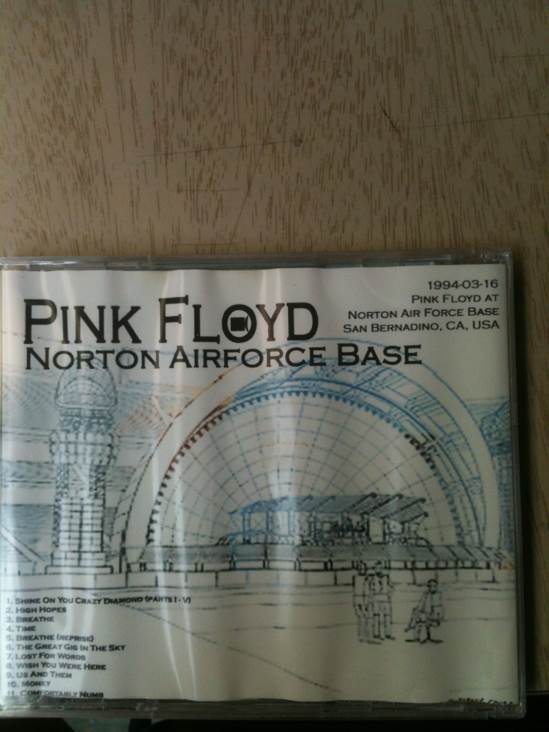 1994-03-16
PINK FLOYD AT
NORTON AIR FORCE BASE
SAN BERNADINO, CA, USA
PINK FLOYD
NORTON AIRFORCE BASE
1. SHINE ON YOU CRAZY DIAMOND (PARTS I - V)
2. HIGH HOPES
3. BREATHE
4. TIME
5. BREATHE (REPRISE)
6. THE GREAT GIG IN THE SKY
7. LOST FOR WORDS
8. WISH YOU WERE HERE
9. US AND THEM
10. MONEY
11. COMFORTABLY NUMB